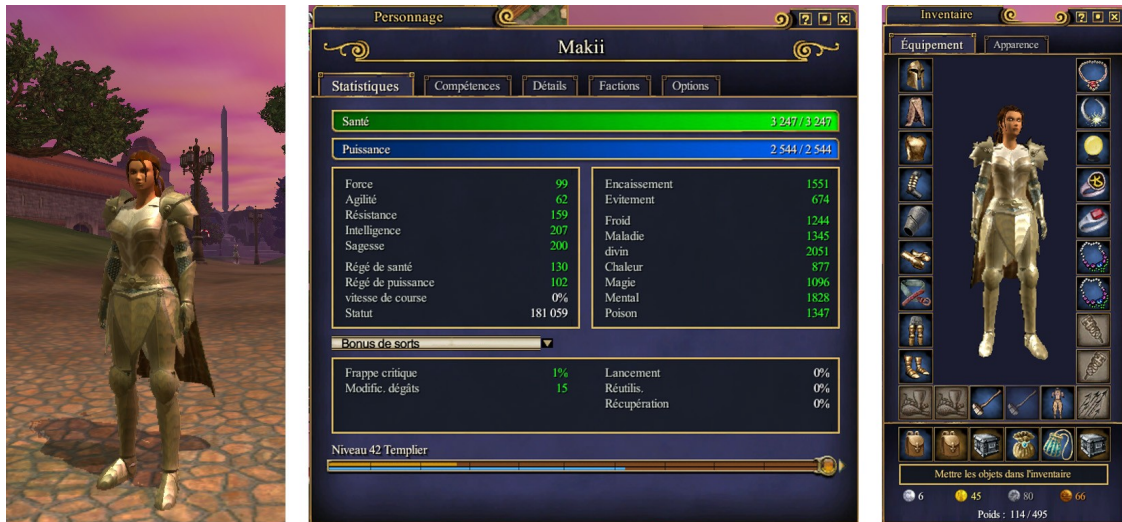 Personnage
?
Makii
Statistiques
Compétences
Détails
Factions
Options
Santé 3 247 / 3 247
Puissance 2 544 / 2 544
Force 99
Agilité 62
Résistance 159
Intelligence 207
Sagesse 200
Régé de santé 130
Régé de puissance 102
vitesse de course 0%
Statut 181 059
Encaissement 1551
Evitement 674
Froid 1244
Maladie 1345
divin 2051
Chaleur 877
Magie 1096
Mental 1828
Poison 1347
Bonus de sorts
Frappe critique 1%
Modific. dégâts 15
Lancement 0%
Réutilis. 0%
Récupération 0%
Niveau 42 Templier
Inventaire
?
Équipement
Apparence
Mettre les objets dans l'inventaire
6 45 80 66
Poids : 114 / 495